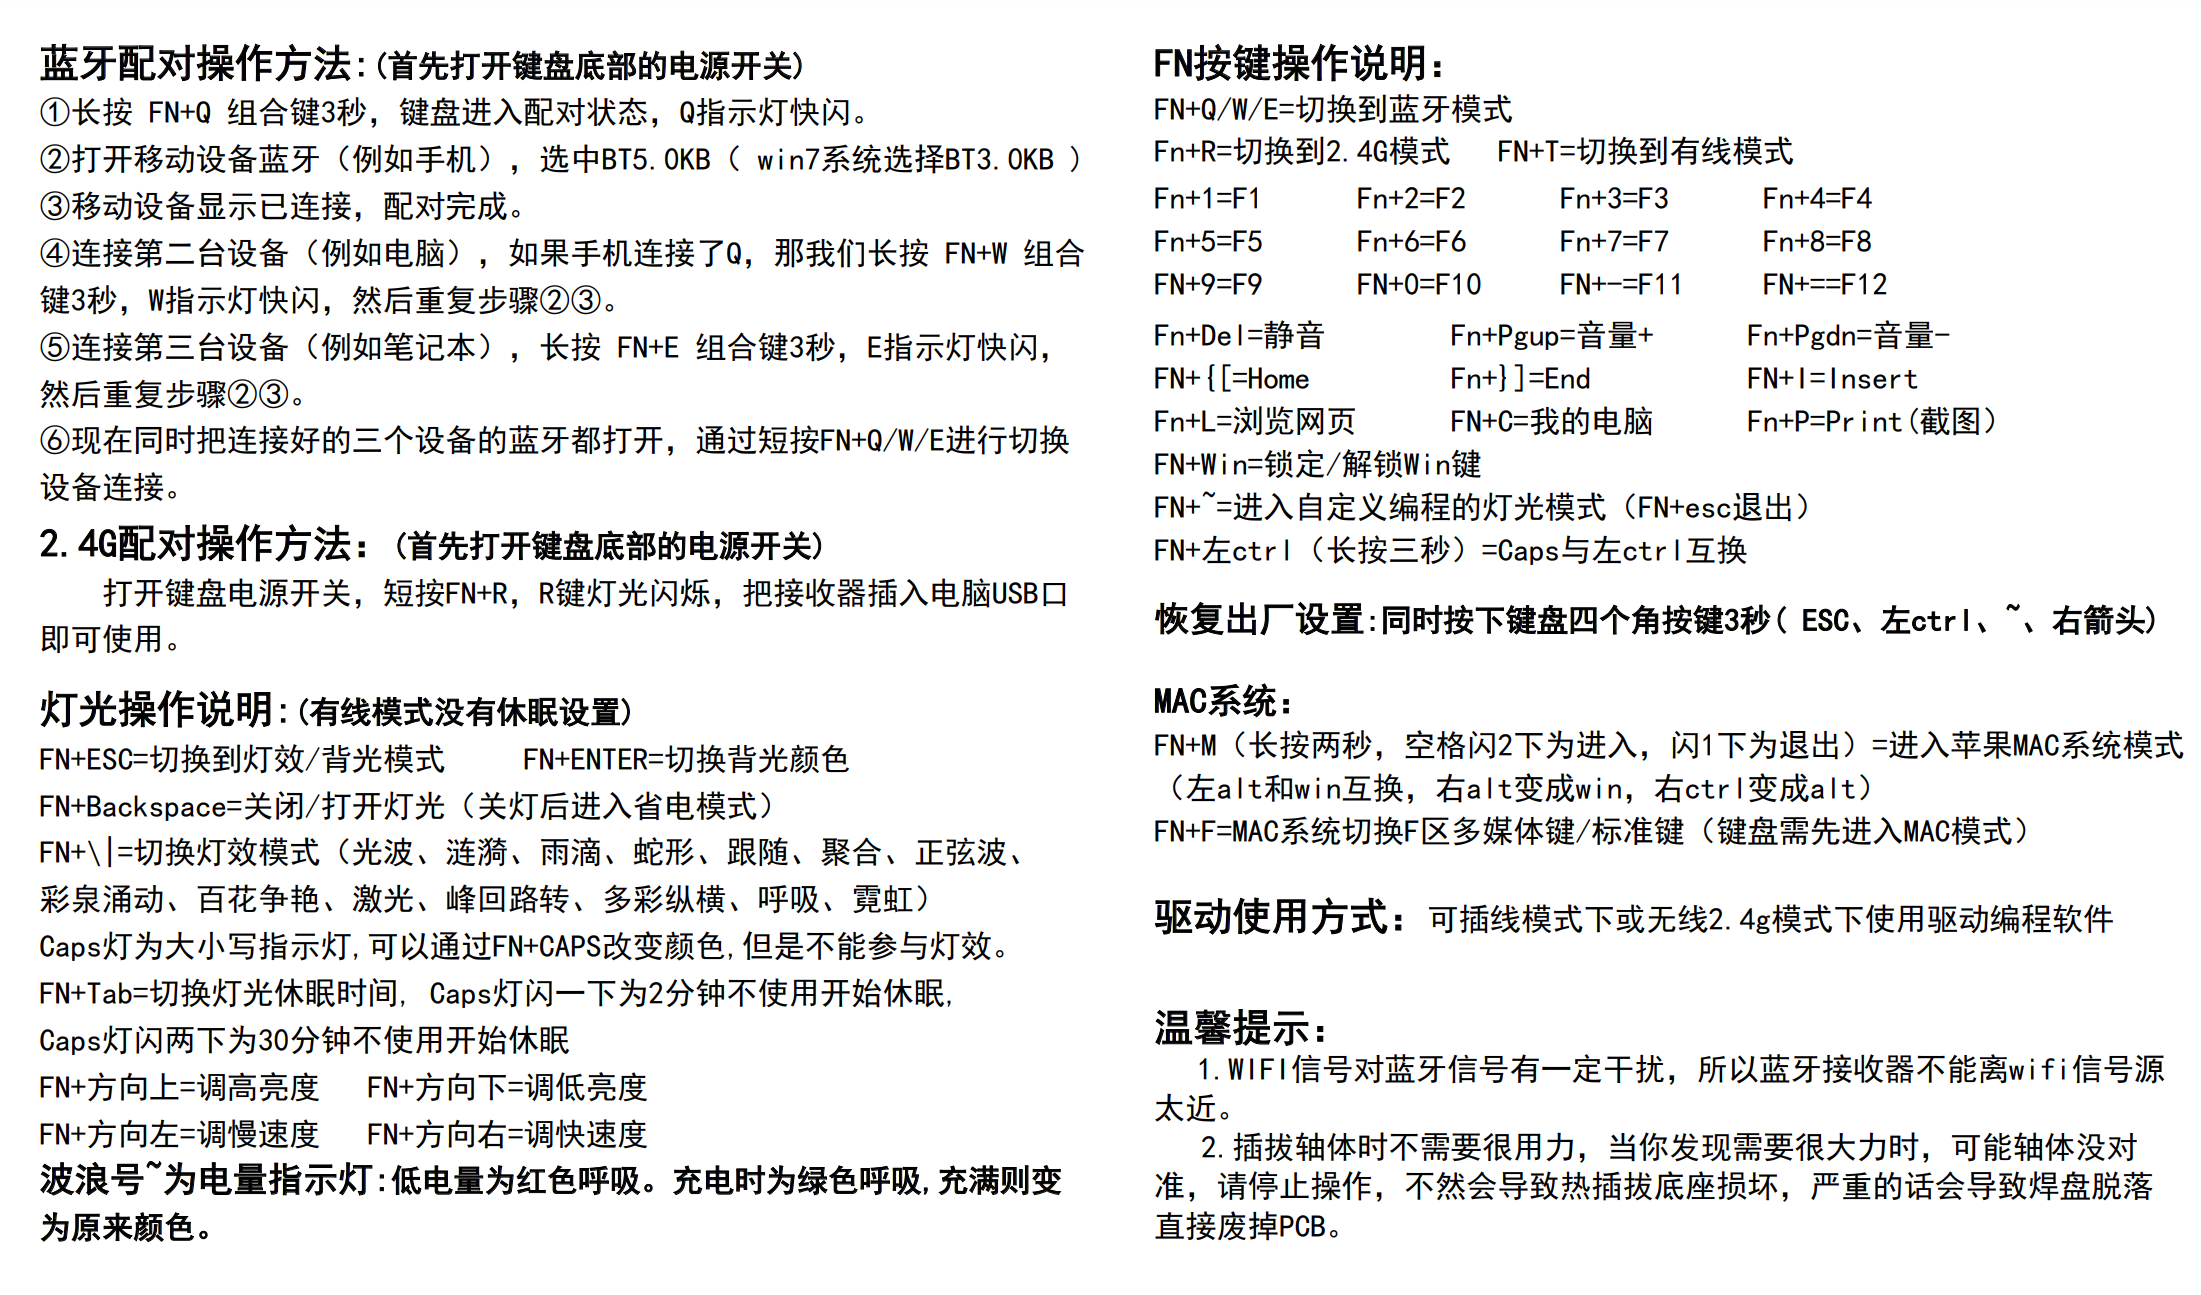 蓝牙配对操作方法:(首先打开键盘底部的电源开关)
①长按 FN+Q 组合键3秒，键盘进入配对状态，Q指示灯快闪。
②打开移动设备蓝牙（例如手机），选中BT5.0KB（ win7系统选择BT3.0KB ）
③移动设备显示已连接，配对完成。
④连接第二台设备（例如电脑），如果手机连接了Q，那我们长按 FN+W 组合
键3秒，W指示灯快闪，然后重复步骤②③。
⑤连接第三台设备（例如笔记本），长按 FN+E 组合键3秒，E指示灯快闪，
然后重复步骤②③。
⑥现在同时把连接好的三个设备的蓝牙都打开，通过短按FN+Q/W/E进行切换
设备连接。
2.4G配对操作方法：(首先打开键盘底部的电源开关)
打开键盘电源开关，短按FN+R，R键灯光闪烁，把接收器插入电脑USB口
即可使用。
灯光操作说明:(有线模式没有休眠设置)
FN+ESC=切换到灯效/背光模式 FN+ENTER=切换背光颜色
FN+Backspace=关闭/打开灯光（关灯后进入省电模式）
FN+\|=切换灯效模式（光波、涟漪、雨滴、蛇形、跟随、聚合、正弦波、
彩泉涌动、百花争艳、激光、峰回路转、多彩纵横、呼吸、霓虹）
Caps灯为大小写指示灯,可以通过FN+CAPS改变颜色,但是不能参与灯效。
FN+Tab=切换灯光休眠时间, Caps灯闪一下为2分钟不使用开始休眠,
Caps灯闪两下为30分钟不使用开始休眠
FN+方向上=调高亮度 FN+方向下=调低亮度
FN+方向左=调慢速度 FN+方向右=调快速度
波浪号~为电量指示灯:低电量为红色呼吸。充电时为绿色呼吸,充满则变
为原来颜色。
FN按键操作说明：
FN+Q/W/E=切换到蓝牙模式
Fn+R=切换到2.4G模式 FN+T=切换到有线模式
Fn+1=F1 Fn+2=F2 Fn+3=F3 Fn+4=F4
Fn+5=F5 Fn+6=F6 Fn+7=F7 Fn+8=F8
FN+9=F9 FN+0=F10 FN+-=F11 FN+==F12
Fn+Del=静音 Fn+Pgup=音量+ Fn+Pgdn=音量-
FN+{[=Home Fn+}]=End FN+I=Insert
Fn+L=浏览网页 FN+C=我的电脑 Fn+P=Print(截图）
FN+Win=锁定/解锁Win键
FN+~=进入自定义编程的灯光模式（FN+esc退出）
FN+左ctrl（长按三秒）=Caps与左ctrl互换
恢复出厂设置:同时按下键盘四个角按键3秒( ESC、左ctrl、~、右箭头)
MAC系统：
FN+M（长按两秒，空格闪2下为进入，闪1下为退出）=进入苹果MAC系统模式
（左alt和win互换，右alt变成win，右ctrl变成alt）
FN+F=MAC系统切换F区多媒体键/标准键（键盘需先进入MAC模式）
驱动使用方式：可插线模式下或无线2.4g模式下使用驱动编程软件
温馨提示：
1.WIFI信号对蓝牙信号有一定干扰，所以蓝牙接收器不能离wifi信号源
太近。
2.插拔轴体时不需要很用力，当你发现需要很大力时，可能轴体没对
准，请停止操作，不然会导致热插拔底座损坏，严重的话会导致焊盘脱落
直接废掉PCB。